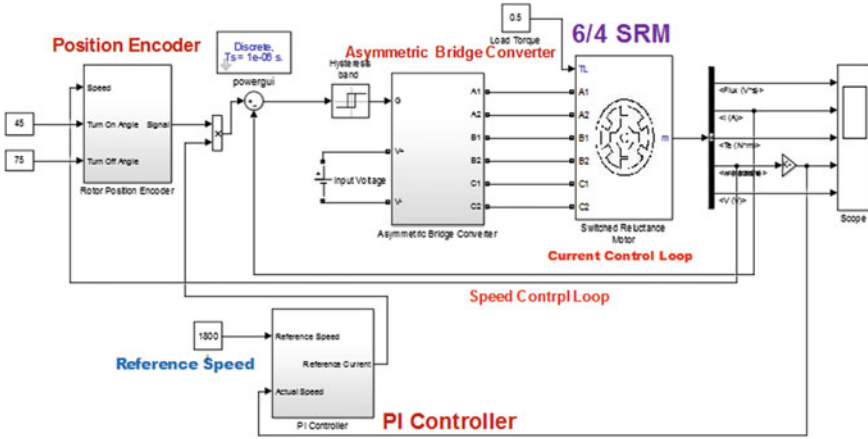 Position Encoder
Discrete,
Ts = 1e-06 s.
powergui
Asymmetric Bridge Converter
0.5
Load Torque
6/4 SRM
Speed
45
Turn On Angle
Signal
75
Turn Off Angle
Rotor Position Encoder
Hysteresis
band
G
V+
V-
Input Voltage
A1
A2
B1
B2
C1
C2
Asymmetric Bridge Converter
TL
A1
A2
B1
B2
C1
C2
m
Switched Reluctance
Motor
<Flux (V*s)>
<I (A)>
<Te (N*m)>
<V (V)>
K-
Scope
Current Control Loop
Speed Contrpl Loop
1800
Reference Speed
Reference Speed
Reference Current
Actual Speed
PI Controller
PI Controller